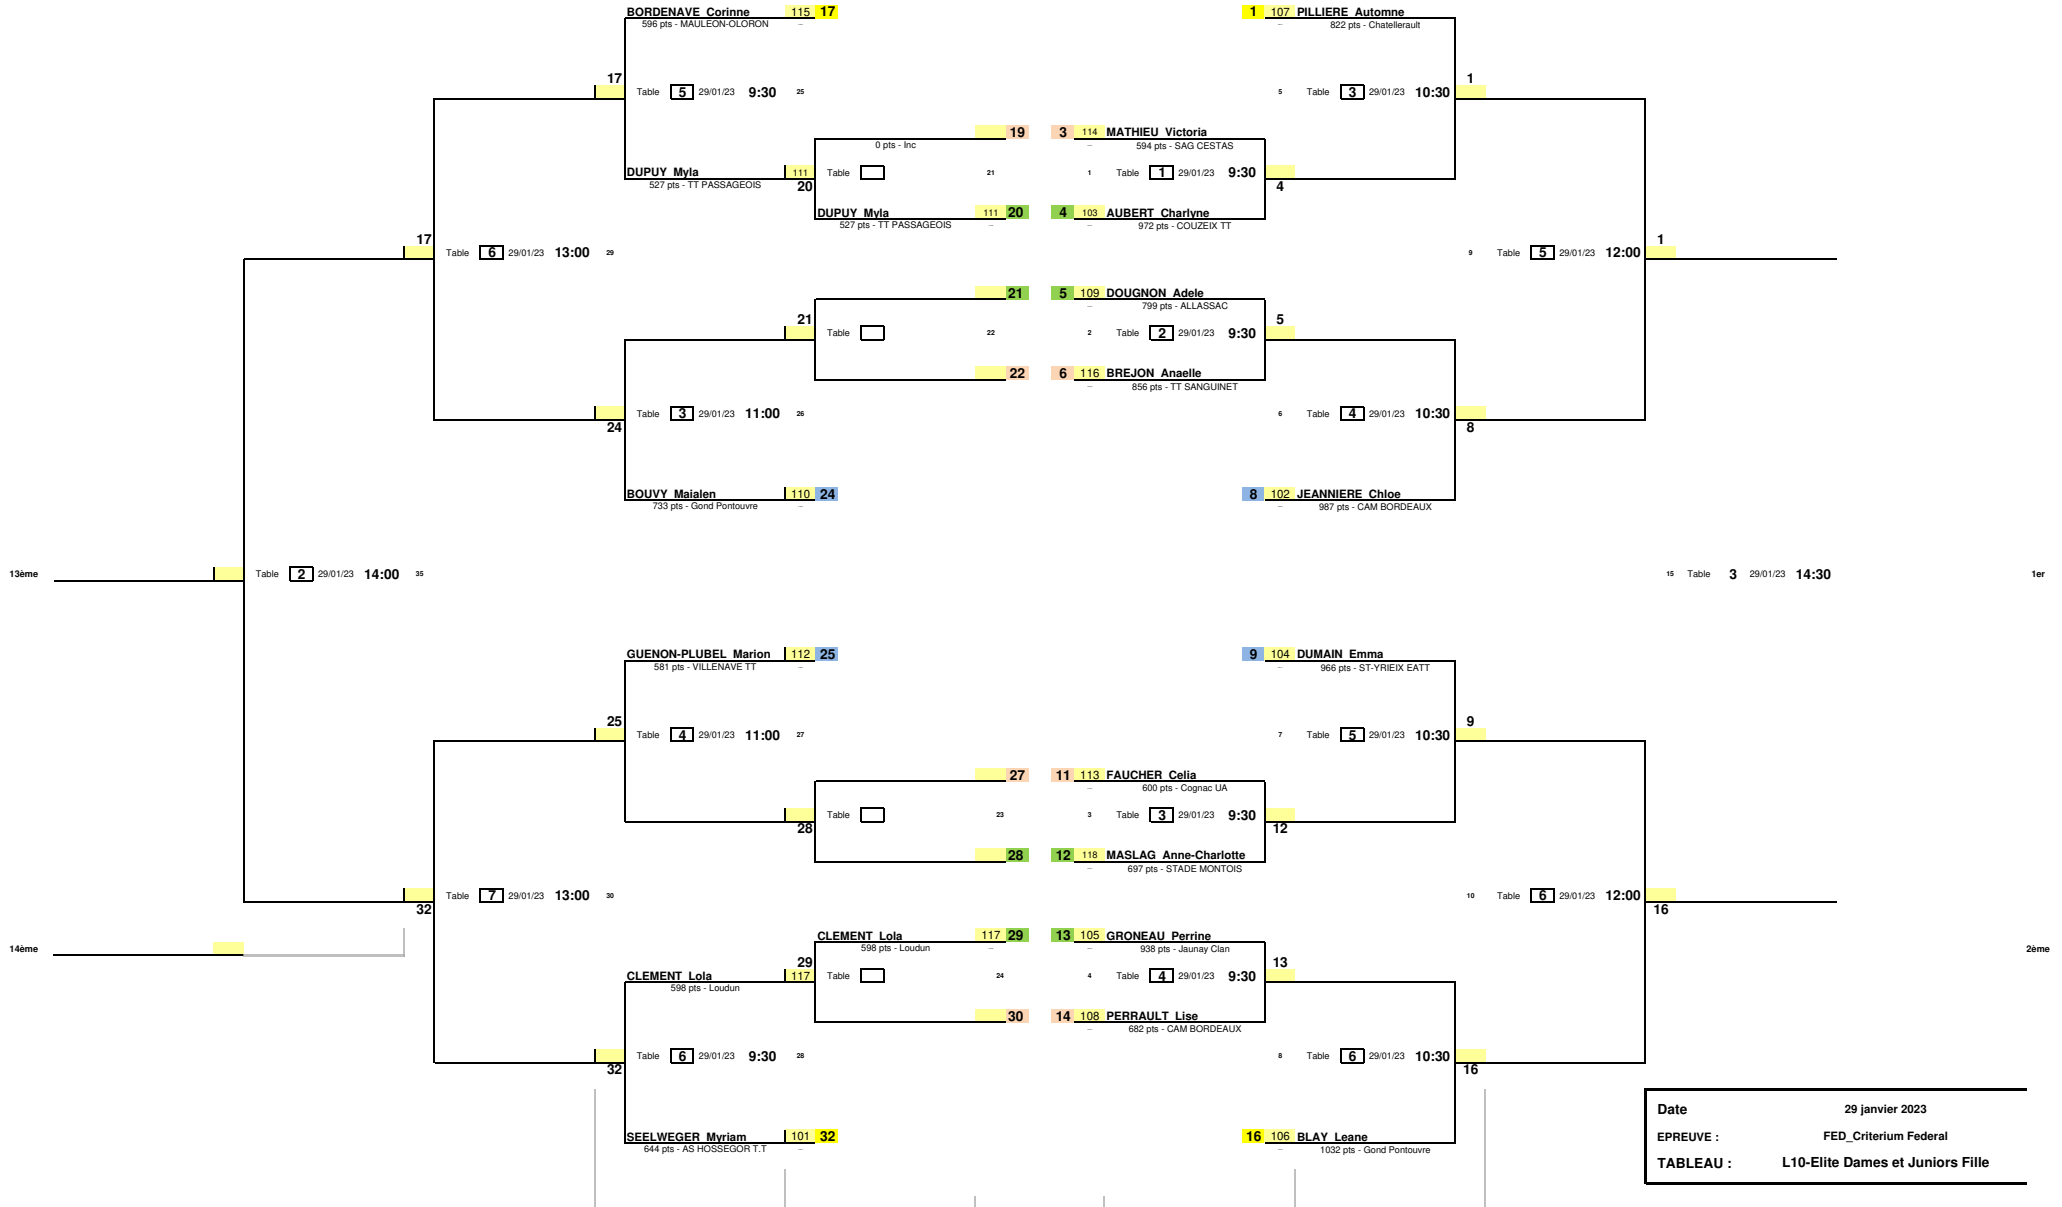 BORDENAVE Corinne 115 17
596 pts - MAULEON-OLORON
1 107 PILLIERE Automne
822 pts - Chatellerault
17
Table 5 29/01/23 9:30 25
5 Table 3 29/01/23 10:30
1
19
0 pts - Inc
3 114 MATHIEU Victoria
594 pts - SAG CESTAS
DUPUY Myla 111
527 pts - TT PASSAGEOIS
20
Table 21
1 Table 1 29/01/23 9:30
4
DUPUY Myla 111 20
527 pts - TT PASSAGEOIS
4 103 AUBERT Charlyne
972 pts - COUZEIX TT
17
Table 6 29/01/23 13:00 29
9 Table 5 29/01/23 12:00
1
21
5 109 DOUGNON Adele
799 pts - ALLASSAC
21
Table 22
2 Table 2 29/01/23 9:30
5
22
6 116 BREJON Anaelle
856 pts - TT SANGUINET
24
Table 3 29/01/23 11:00 26
6 Table 4 29/01/23 10:30
8
BOUVY Maialen 110 24
733 pts - Gond Pontouvre
8 102 JEANNIERE Chloe
987 pts - CAM BORDEAUX
13ème
Table 2 29/01/23 14:00 35
15 Table 3 29/01/23 14:30
1er
GUENON-PLUBEL Marion 112 25
581 pts - VILLENAVE TT
9 104 DUMAIN Emma
966 pts - ST-YRIEIX EATT
25
Table 4 29/01/23 11:00 27
7 Table 5 29/01/23 10:30
9
27
11 113 FAUCHER Celia
600 pts - Cognac UA
28
Table 23
3 Table 3 29/01/23 9:30
12
28
12 118 MASLAG Anne-Charlotte
697 pts - STADE MONTOIS
32
Table 7 29/01/23 13:00 30
10 Table 6 29/01/23 12:00
16
14ème
CLEMENT Lola 117 29
598 pts - Loudun
13 105 GRONEAU Perrine
938 pts - Jaunay Clan
2ème
29
CLEMENT Lola 117
598 pts - Loudun
Table 24
4 Table 4 29/01/23 9:30
13
30
14 108 PERRAULT Lise
682 pts - CAM BORDEAUX
32
Table 6 29/01/23 9:30 28
8 Table 6 29/01/23 10:30
16
SEELWEGER Myriam 101 32
644 pts - AS HOSSEGOR T.T
16 106 BLAY Leane
1032 pts - Gond Pontouvre
Date 29 janvier 2023
EPREUVE : FED_Criterium Federal
TABLEAU : L10-Elite Dames et Juniors Fille